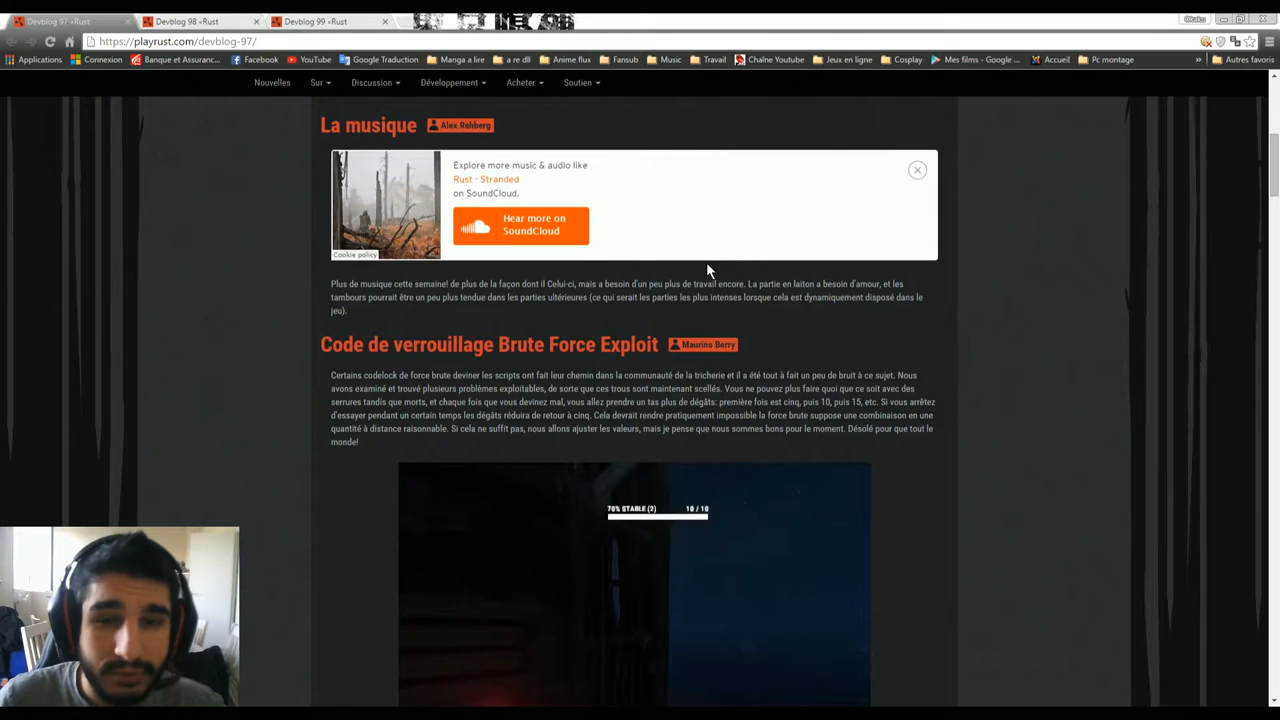 Devblog 97 «Rust
Devblog 98 «Rust
Devblog 99 «Rust
Otaku
https://playrust.com/devblog-97/
Applications
Connexion
Banque et Assuranc...
Facebook
YouTube
Google Traduction
Manga a lire
a re dll
Anime flux
Fansub
Music
Travail
Chaîne Youtube
Jeux en ligne
Cosplay
Mes films - Google ...
Accueil
Pc montage
»
Autres favoris
Nouvelles
Sur
Discussion
Développement
Acheter
Soutien
La musique
Alex Rehberg
Explore more music & audio like
Rust - Stranded
on SoundCloud.
Hear more on
SoundCloud
Cookie policy
Plus de musique cette semaine! de plus de la façon dont il Celui-ci, mais a besoin d'un peu plus de travail encore. La partie en laiton a besoin d'amour, et les
tambours pourrait être un peu plus tendue dans les parties ultérieures (ce qui serait les parties les plus intenses lorsque cela est dynamiquement disposé dans le
jeu).
Code de verrouillage Brute Force Exploit
Maurino Berry
Certains codelock de force brute deviner les scripts ont fait leur chemin dans la communauté de la tricherie et il a été tout à fait un peu de bruit à ce sujet. Nous
avons examiné et trouvé plusieurs problèmes exploitables, de sorte que ces trous sont maintenant scellés. Vous ne pouvez plus faire quoi que ce soit avec des
serrures tandis que morts, et chaque fois que vous devinez mal, vous allez prendre un tas plus de dégâts: première fois est cinq, puis 10, puis 15, etc. Si vous arrêtez
d'essayer pendant un certain temps les dégâts réduira de retour à cinq. Cela devrait rendre pratiquement impossible la force brute suppose une combinaison en une
quantité à distance raisonnable. Si cela ne suffit pas, nous allons ajuster les valeurs, mais je pense que nous sommes bons pour le moment. Désolé pour que tout le
monde!
70% STABLE (2)
10 / 10